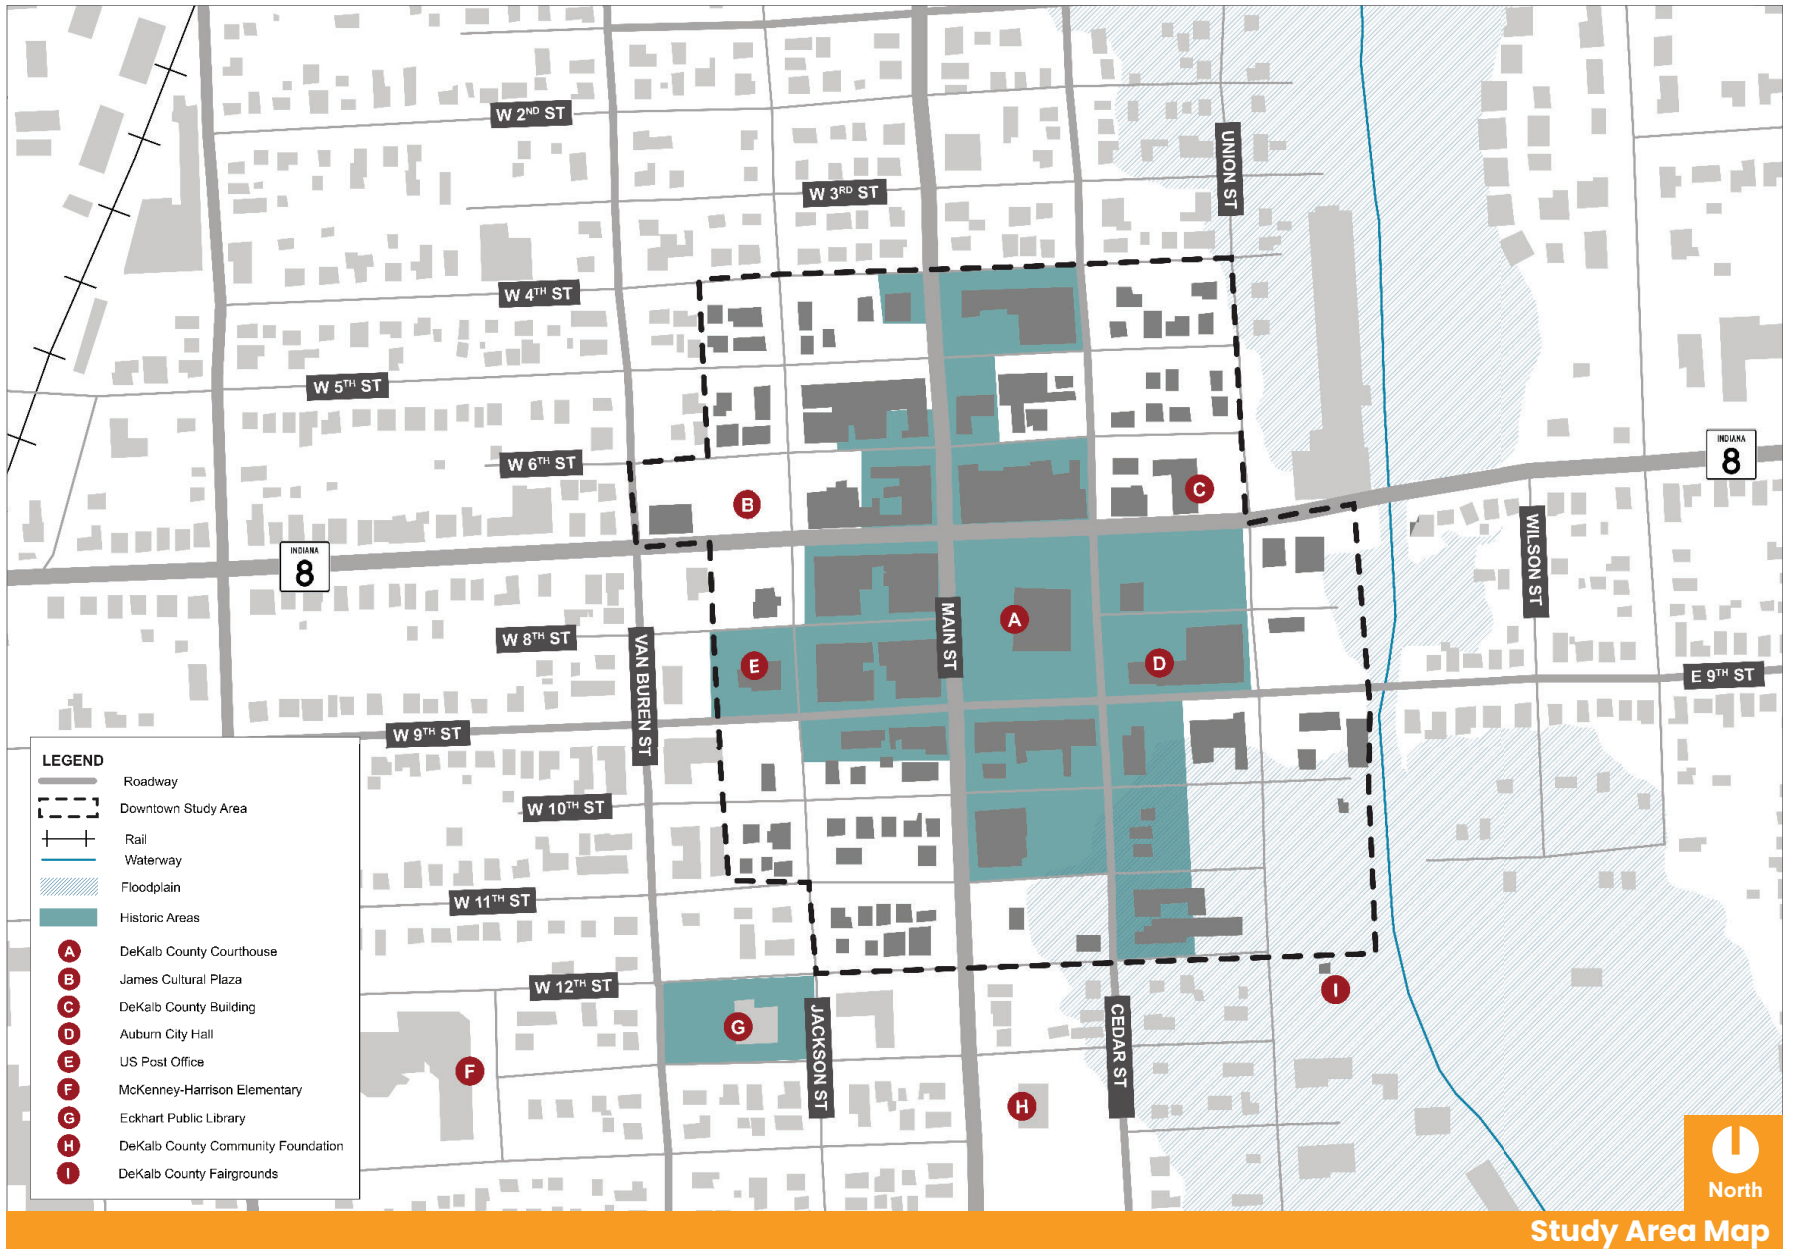 W 2ND ST
UNION ST
W 3RD ST
W 4TH ST
W 5TH ST
INDIANA
8
W 6TH ST
B
C
WILSON ST
INDIANA
8
MAIN ST
A
W 8TH ST
VAN BUREN ST
E
D
E 9TH ST
W 9TH ST
W 10TH ST
W 11TH ST
W 12TH ST
I
G
JACKSON ST
CEDAR ST
F
H
LEGEND
Roadway
Downtown Study Area
Rail
Waterway
Floodplain
Historic Areas
A DeKalb County Courthouse
B James Cultural Plaza
C DeKalb County Building
D Auburn City Hall
E US Post Office
F McKenney-Harrison Elementary
G Eckhart Public Library
H DeKalb County Community Foundation
I DeKalb County Fairgrounds
North
Study Area Map